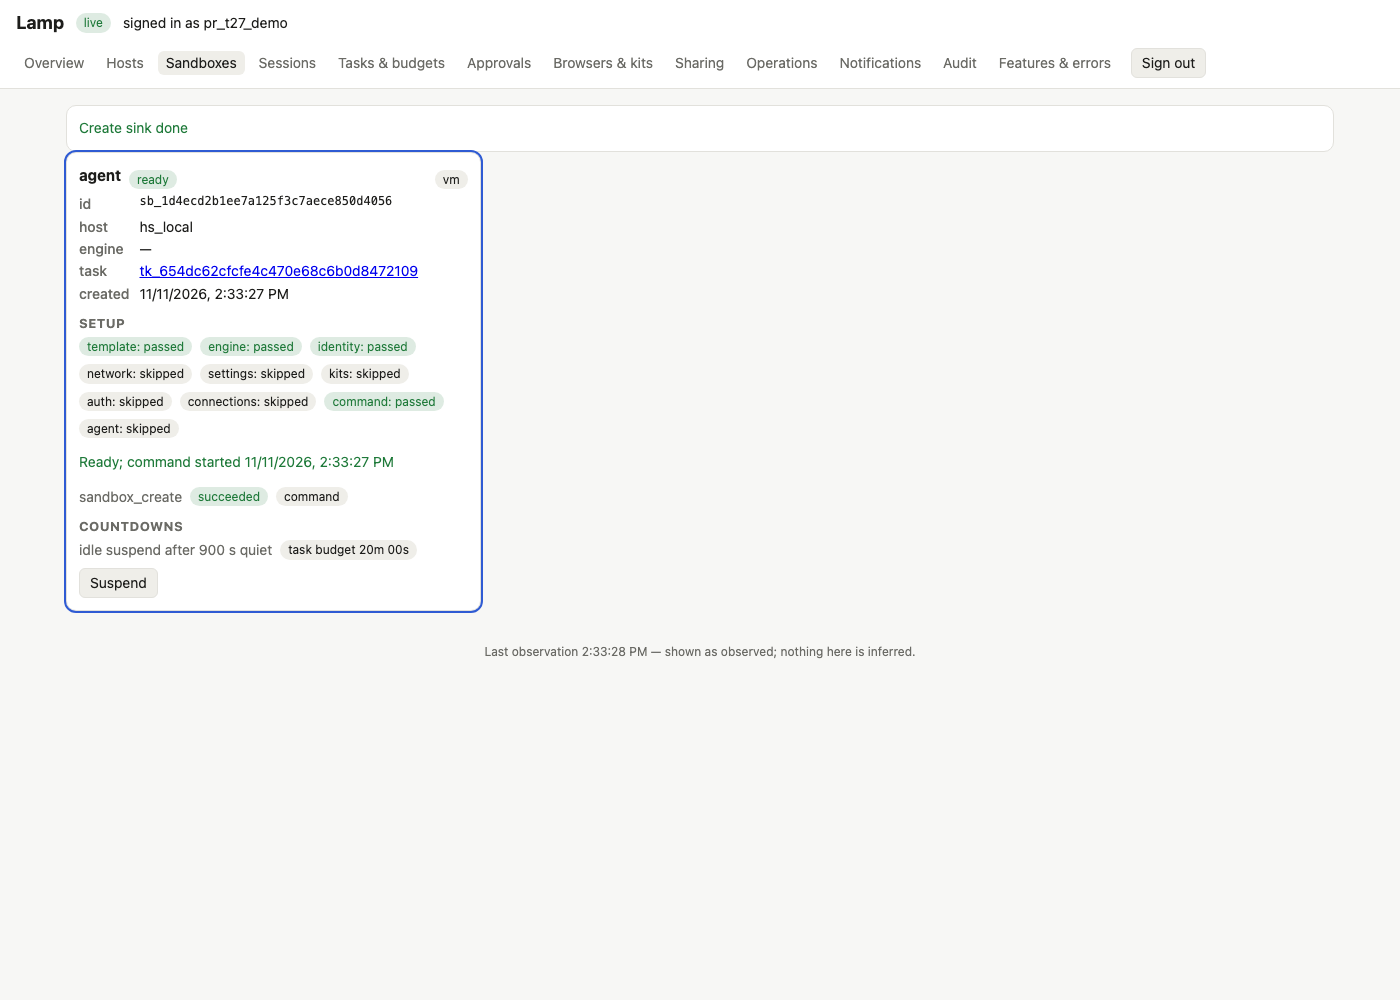 Lamp live signed in as pr_t27_demo
Overview Hosts Sandboxes Sessions Tasks & budgets Approvals Browsers & kits Sharing Operations Notifications Audit Features & errors Sign out
Create sink done
agent ready vm
id sb_1d4ecd2b1ee7a125f3c7aece850d4056
host hs_local
engine —
task tk_654dc62cfcfe4c470e68c6b0d8472109
created 11/11/2026, 2:33:27 PM
SETUP
template: passed engine: passed identity: passed
network: skipped settings: skipped kits: skipped
auth: skipped connections: skipped command: passed
agent: skipped
Ready; command started 11/11/2026, 2:33:27 PM
sandbox_create succeeded command
COUNTDOWNS
idle suspend after 900 s quiet task budget 20m 00s
Suspend
Last observation 2:33:28 PM — shown as observed; nothing here is inferred.